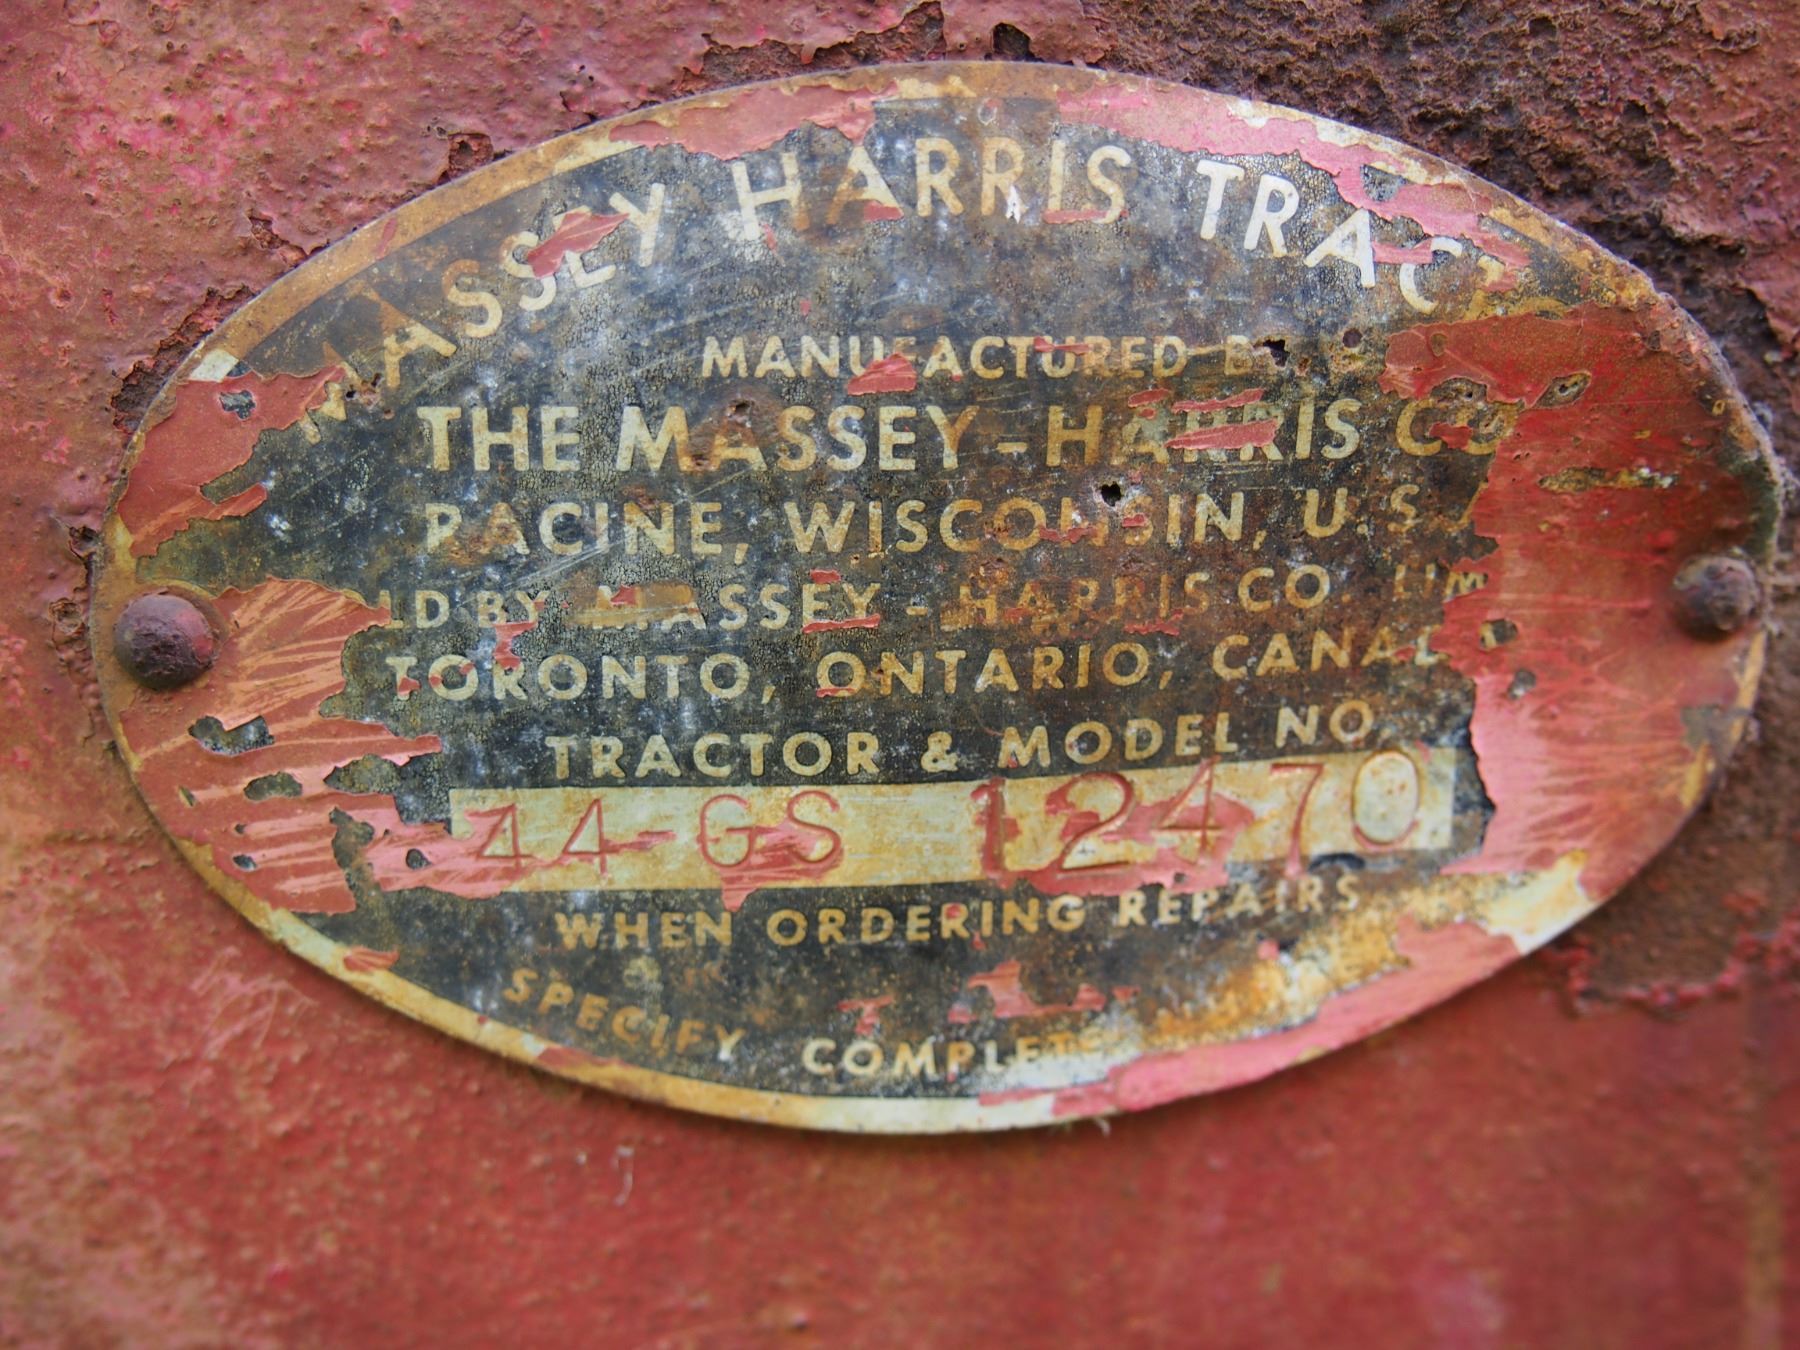 MASSEY HARRIS TRAC
MANUFACTURED B
THE MASSEY-HARRIS CO
RACINE, WISCONSIN, U.S.
LD BY MASSEY-HARRIS CO. LIM
TORONTO, ONTARIO, CANAD
TRACTOR & MODEL NO.
44-GS 12470
WHEN ORDERING REPAIRS
SPECIFY COMPLETE